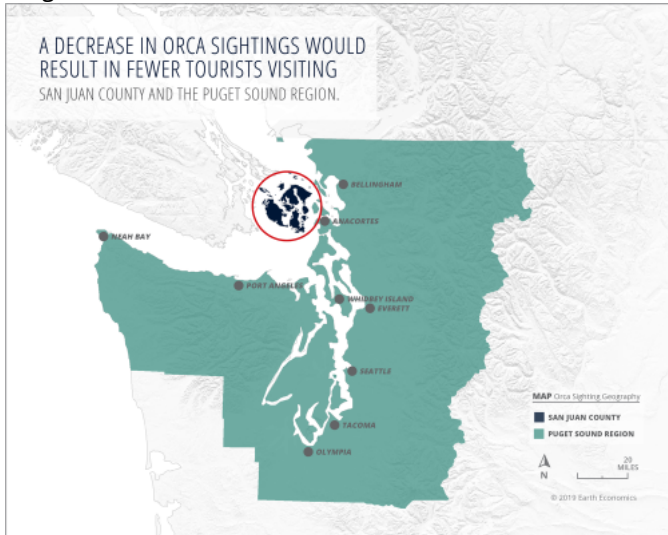 A DECREASE IN ORCA SIGHTINGS WOULD
RESULT IN FEWER TOURISTS VISITING
SAN JUAN COUNTY AND THE PUGET SOUND REGION.
BELLINGHAM
ANACORTES
NEAH BAY
PORT ANGELES
WHIDBEY ISLAND
EVERETT
SEATTLE
TACOMA
OLYMPIA
MAP Orca Sighting Geography
SAN JUAN COUNTY
PUGET SOUND REGION
N
20
MILES
© 2019 Earth Economics